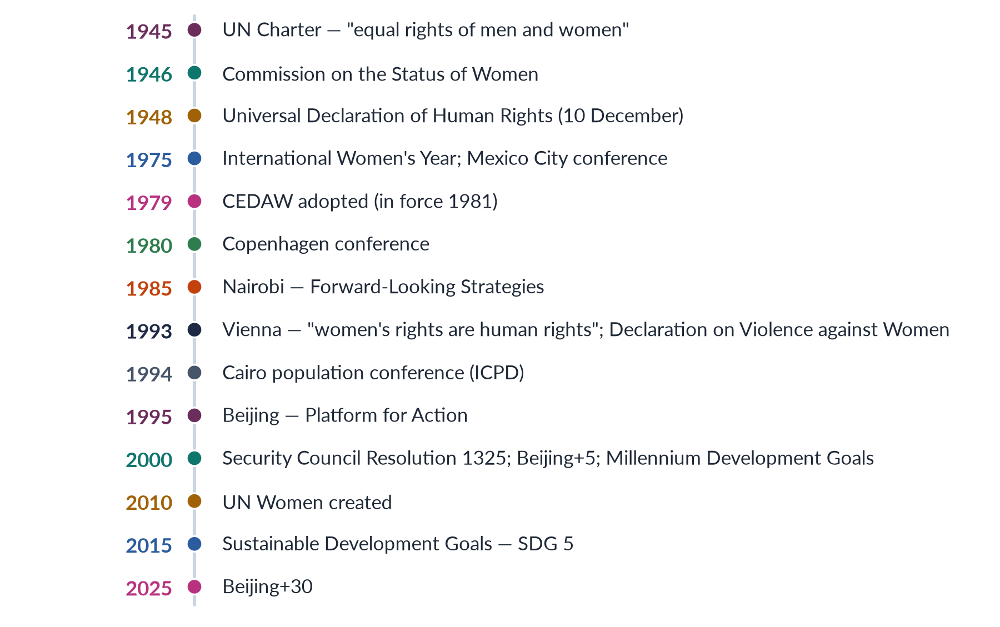 1945 UN Charter — "equal rights of men and women"
1946 Commission on the Status of Women
1948 Universal Declaration of Human Rights (10 December)
1975 International Women's Year; Mexico City conference
1979 CEDAW adopted (in force 1981)
1980 Copenhagen conference
1985 Nairobi — Forward-Looking Strategies
1993 Vienna — "women's rights are human rights"; Declaration on Violence against Women
1994 Cairo population conference (ICPD)
1995 Beijing — Platform for Action
2000 Security Council Resolution 1325; Beijing+5; Millennium Development Goals
2010 UN Women created
2015 Sustainable Development Goals — SDG 5
2025 Beijing+30